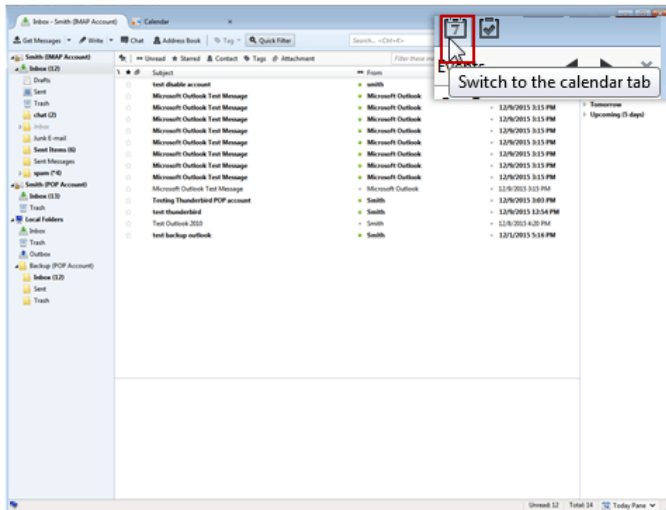 Inbox - Smith (IMAP Account)
Calendar
Get Messages Write Chat Address Book Tag Quick Filter Search... <Ctrl+K>
7
Switch to the calendar tab
Smith (IMAP Account)
Inbox (12)
Drafts
Sent
Trash
chat (2)
Inbox
Junk E-mail
Sent Items (6)
Sent Messages
Smith (POP Account)
Inbox (13)
Trash
Local Folders
Inbox
Trash
Outbox
Backup (POP Account)
Inbox (12)
Sent
Trash
Unread Starred Contact Tags Attachment
Subject From
test disable account smith
Microsoft Outlook Test Message Microsoft Outlook 12/9/2015 3:15 PM
Microsoft Outlook Test Message Microsoft Outlook 12/9/2015 3:15 PM
Microsoft Outlook Test Message Microsoft Outlook 12/9/2015 3:15 PM
Microsoft Outlook Test Message Microsoft Outlook 12/9/2015 3:15 PM
Microsoft Outlook Test Message Microsoft Outlook 12/9/2015 3:15 PM
Microsoft Outlook Test Message Microsoft Outlook 12/9/2015 3:15 PM
Microsoft Outlook Test Message Microsoft Outlook 12/9/2015 3:15 PM
Microsoft Outlook Test Message Microsoft Outlook 12/9/2015 3:15 PM
Microsoft Outlook Test Message Microsoft Outlook 12/9/2015 3:15 PM
Testing Thunderbird POP account Smith 12/9/2015 3:03 PM
test thunderbird Smith 12/9/2015 12:54 PM
Test Outlook 2010 Smith 12/8/2015 4:20 PM
test backup outlook Smith 12/1/2015 5:16 PM
Tomorrow
Upcoming (5 days)
Unread: 12 Total: 14 Today Pane